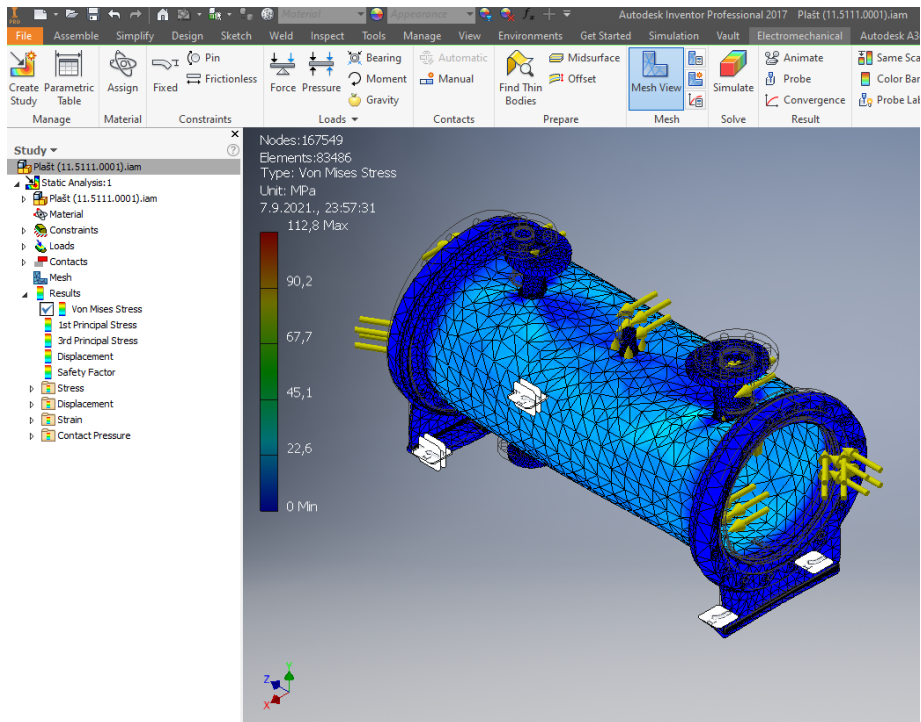 PRO
Material
Appearance
Autodesk Inventor Professional 2017 Plašt (11.5111.0001).iam
File Assemble Simplify Design Sketch Weld Inspect Tools Manage View Environments Get Started Simulation Vault Electromechanical Autodesk A3
Create Study
Parametric Table
Manage
Assign
Material
Fixed
Pin
Frictionless
Constraints
Force
Pressure
Bearing
Moment
Gravity
Loads
Automatic
Manual
Contacts
Find Thin Bodies
Midsurface
Offset
Prepare
Mesh View
Mesh
Simulate
Solve
Animate
Probe
Convergence
Result
Same Sca
Color Bar
Probe Lab
Study
Plašt (11.5111.0001).iam
Static Analysis:1
Plašt (11.5111.0001).iam
Material
Constraints
Loads
Contacts
Mesh
Results
Von Mises Stress
1st Principal Stress
3rd Principal Stress
Displacement
Safety Factor
Stress
Displacement
Strain
Contact Pressure
Nodes:167549
Elements:83486
Type: Von Mises Stress
Unit: MPa
7.9.2021., 23:57:31
112,8 Max
90,2
67,7
45,1
22,6
0 Min
Y
Z
X